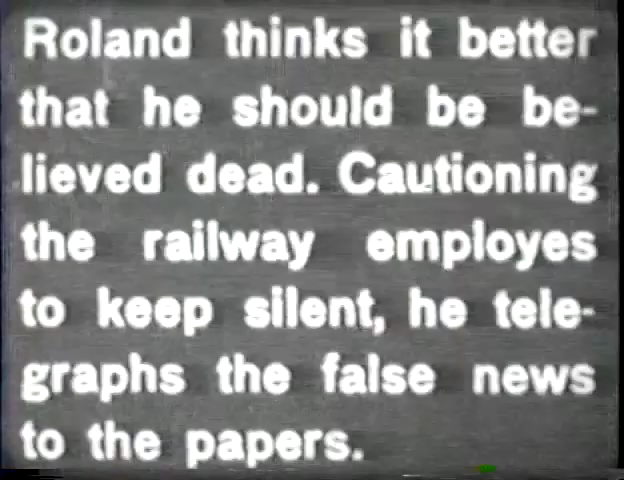 Roland thinks it better
that he should be be-
lieved dead. Cautioning
the railway employes
to keep silent, he tele-
graphs the false news
to the papers.